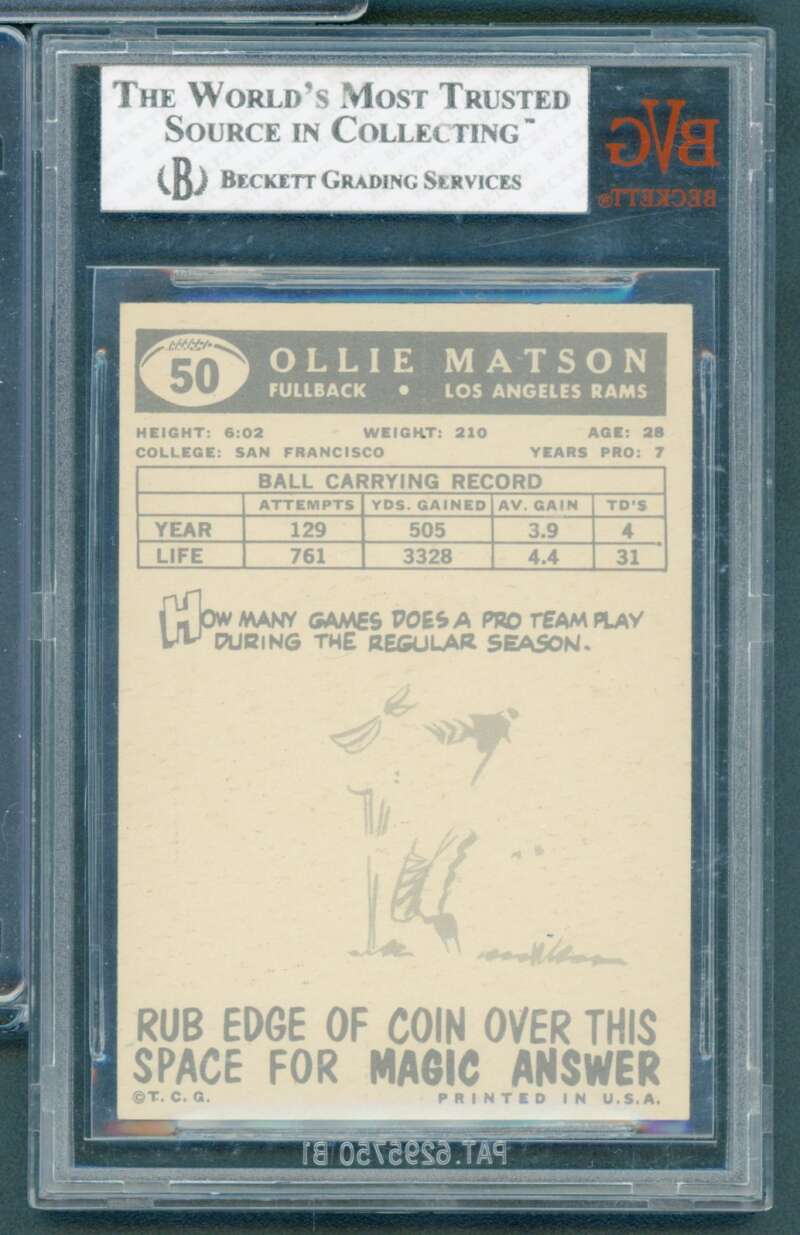 THE WORLD'S MOST TRUSTED
SOURCE IN COLLECTING™
(B) BECKETT GRADING SERVICES
BVG
BECKETT®
50
OLLIE MATSON
FULLBACK • LOS ANGELES RAMS
HEIGHT: 6:02 WEIGHT: 210 AGE: 28
COLLEGE: SAN FRANCISCO YEARS PRO: 7
BALL CARRYING RECORD
ATTEMPTS YDS. GAINED AV. GAIN TD'S
YEAR 129 505 3.9 4
LIFE 761 3328 4.4 31
HOW MANY GAMES DOES A PRO TEAM PLAY
DURING THE REGULAR SEASON.
RUB EDGE OF COIN OVER THIS
SPACE FOR MAGIC ANSWER
©T. C. G. PRINTED IN U.S.A.
PAT.6295750 B1